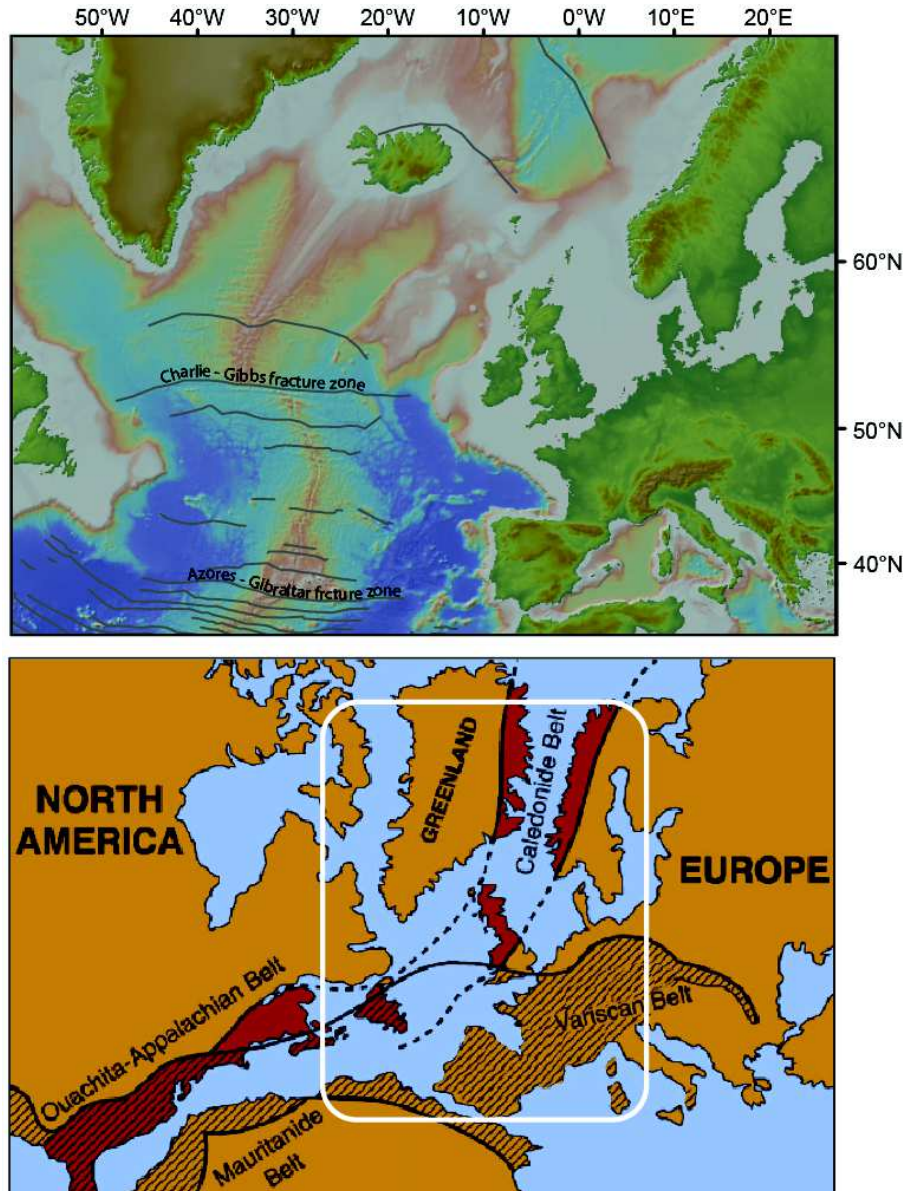 50°W 40°W 30°W 20°W 10°W 0°W 10°E 20°E
60°N
Charlie - Gibbs fracture zone
50°N
40°N
Azores - Gibraltar frcture zone
NORTH
AMERICA
GREENLAND
Caledonide Belt
EUROPE
Ouachita-Appalachian Belt
Variscan Belt
Mauritanide
Belt